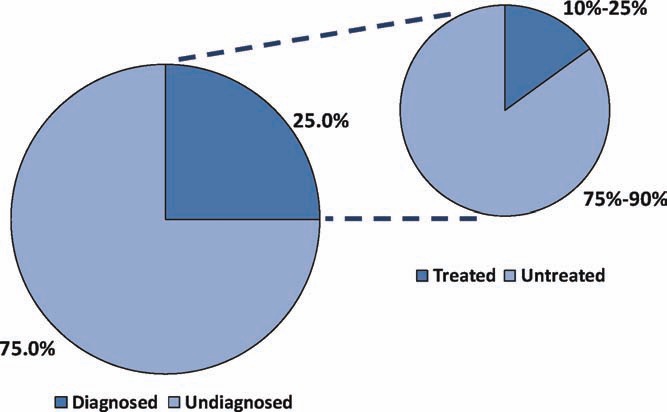 10%-25%
25.0%
75%-90%
Treated Untreated
75.0%
Diagnosed Undiagnosed